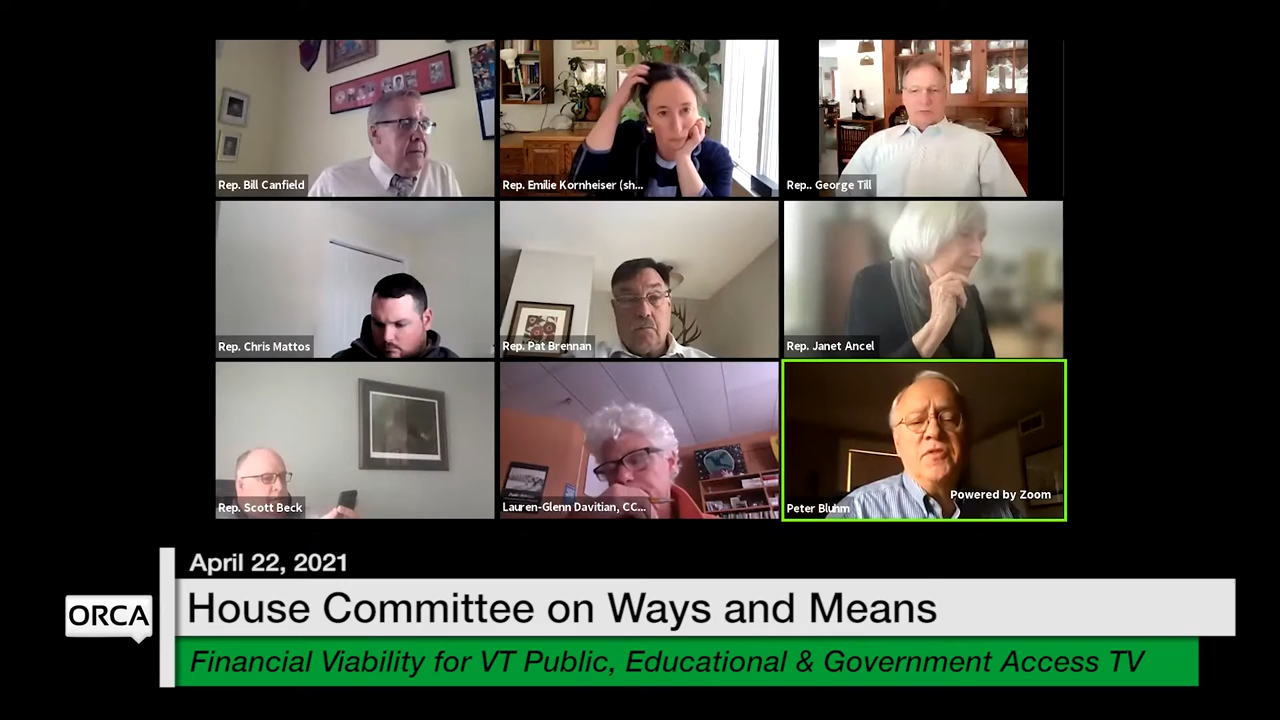 Rep. Bill Canfield
Rep. Emilie Kornheiser (sh...
Rep.. George Till
Rep. Chris Mattos
Rep. Pat Brennan
Rep. Janet Ancel
Rep. Scott Beck
Lauren-Glenn Davitian, CC...
Powered by Zoom
Peter Bluhm
April 22, 2021
ORCA
House Committee on Ways and Means
Financial Viability for VT Public, Educational & Government Access TV